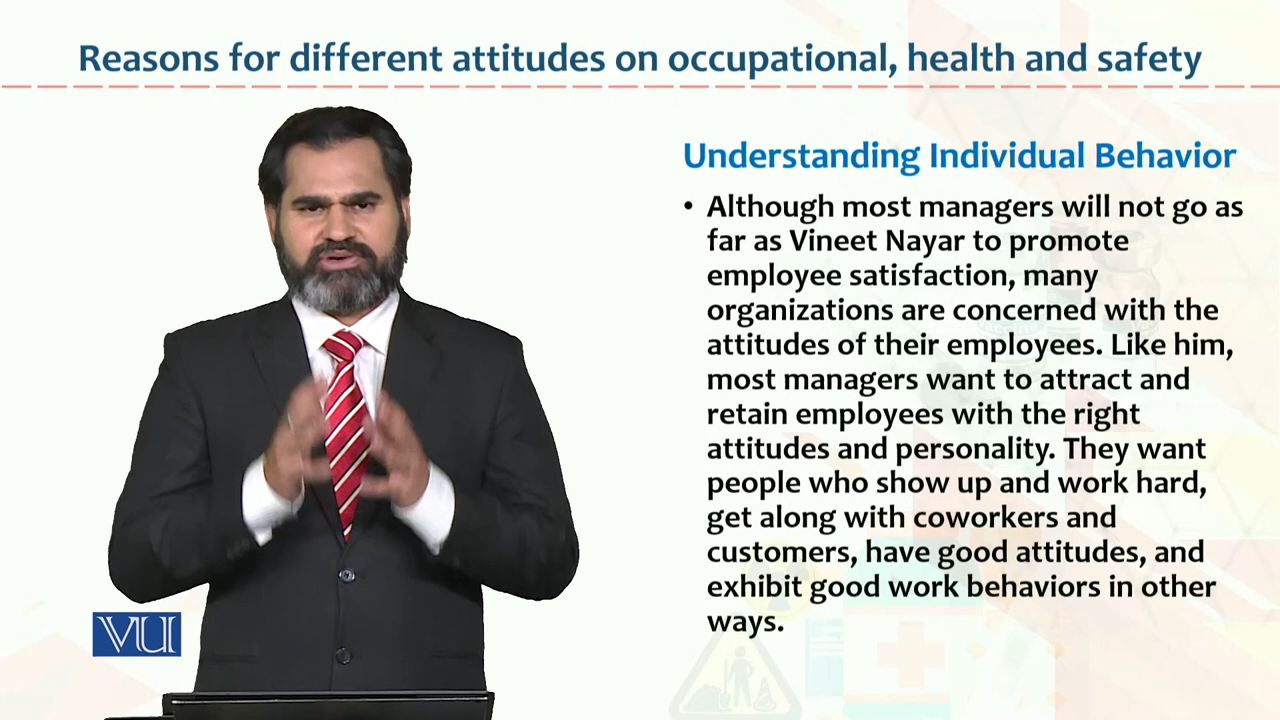 Reasons for different attitudes on occupational, health and safety
Understanding Individual Behavior
• Although most managers will not go as
far as Vineet Nayar to promote
employee satisfaction, many
organizations are concerned with the
attitudes of their employees. Like him,
most managers want to attract and
retain employees with the right
attitudes and personality. They want
people who show up and work hard,
get along with coworkers and
customers, have good attitudes, and
exhibit good work behaviors in other
ways.
VU